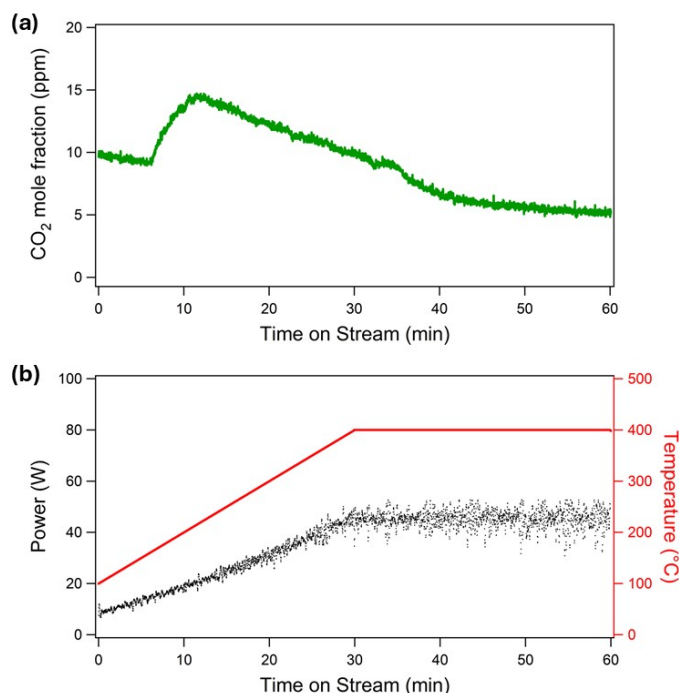 (a)
20
15
10
5
0
CO2 mole fraction (ppm)
0 10 20 30 40 50 60
Time on Stream (min)
(b)
100 500
80 400
60 300
40 200
20 100
0 0
Power (W)
Temperature (°C)
0 10 20 30 40 50 60
Time on Stream (min)